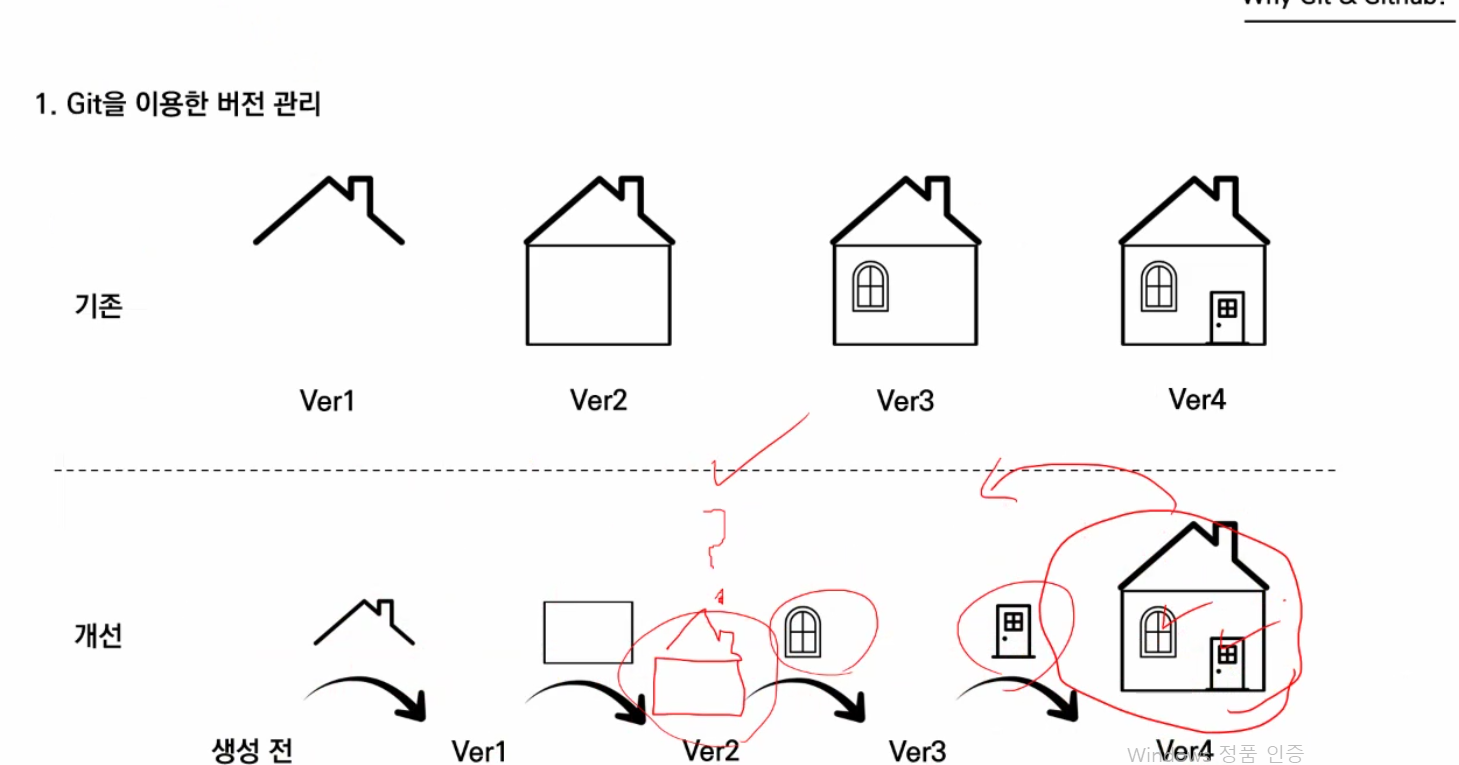 Why Git & Github?
1. Git을 이용한 버전 관리
기존
Ver1
Ver2
Ver3
Ver4
개선
생성 전
Ver1
Ver2
Ver3
Ver4
Windows 정품 인증